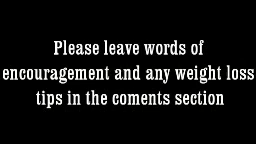 Please leave words of
encouragement and any weight loss
tips in the coments section